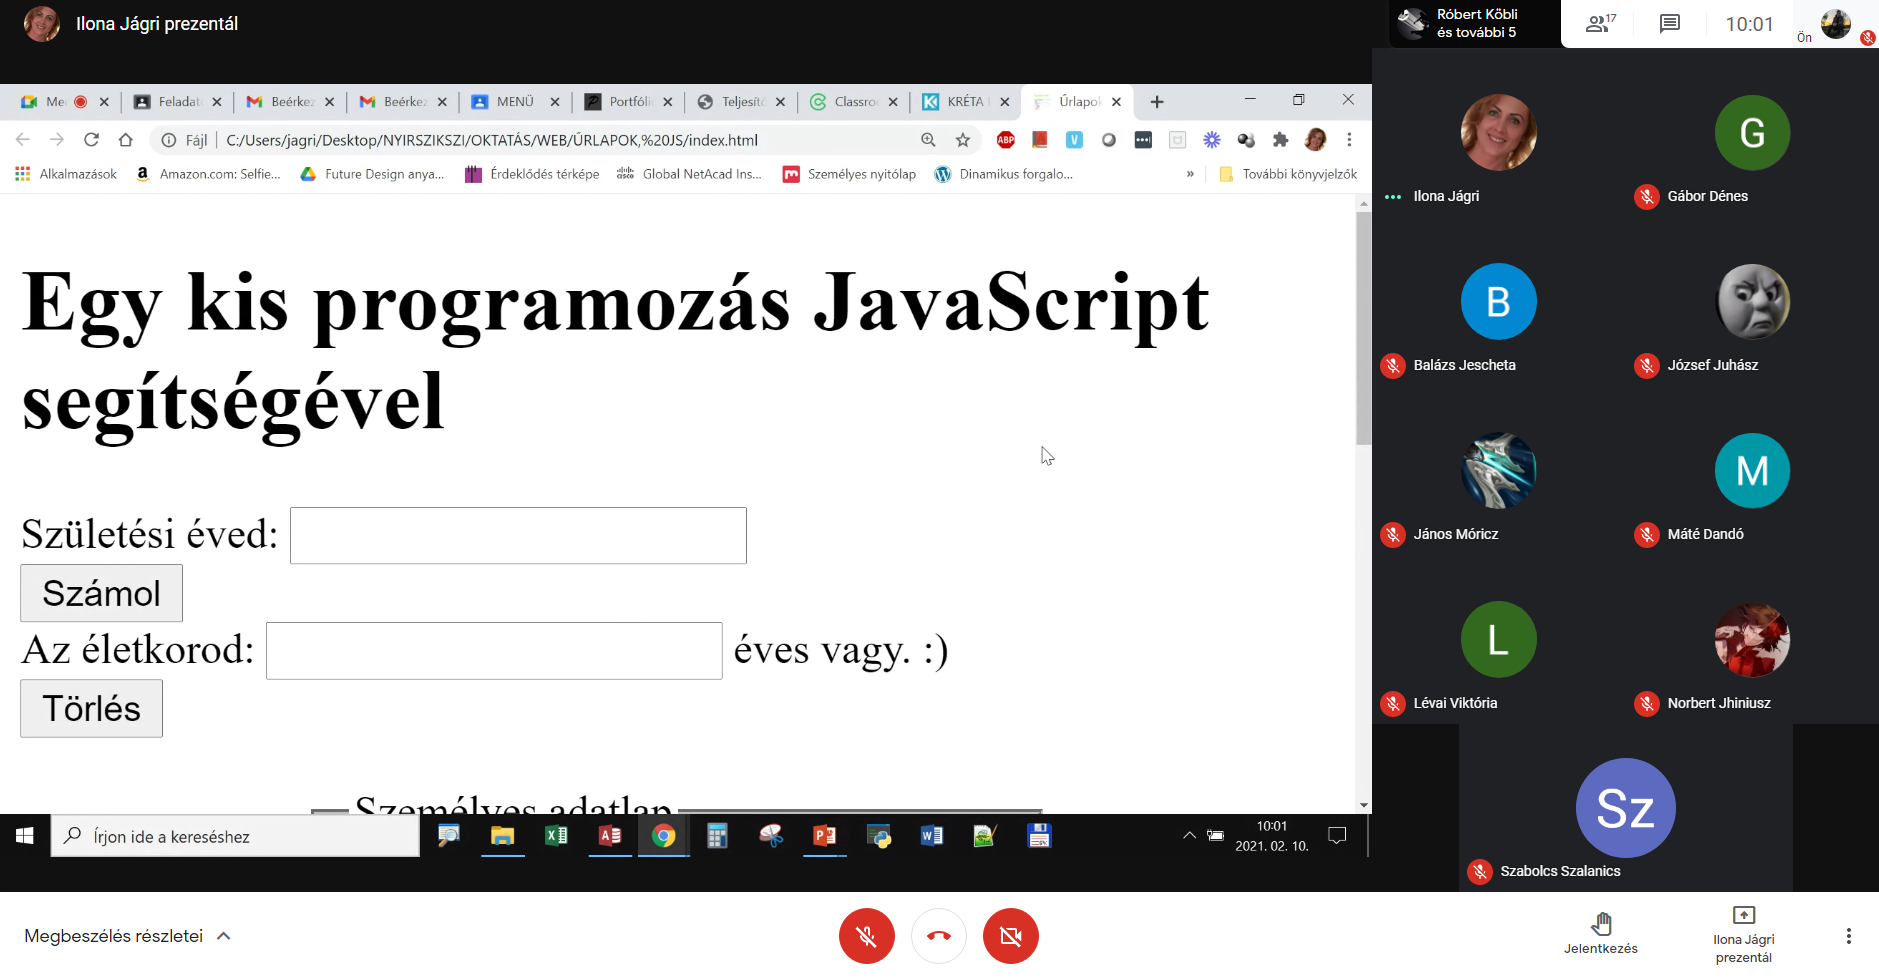 Ilona Jágri prezentál
Róbert Köbli
és további 5
17
10:01
Ön
Feladat
Beérkez
Beérkez
MENÜ
Portfóli
Teljesít
Classro
KRÉTA
Űrlapok
Fájl
C:/Users/jagri/Desktop/NYIRSZIKSZI/OKTATÁS/WEB/ŰRLAPOK,%20JS/index.html
ABP
Alkalmazások
Amazon.com: Selfie...
Future Design anya...
Érdeklődés térképe
Global NetAcad Ins...
Személyes nyitólap
Dinamikus forgalo...
»
További könyvjelzők
Egy kis programozás JavaScript
segítségével
Születési éved:
Számol
Az életkorod: éves vagy. :)
Törlés
Személyes adatlap
Írjon ide a kereséshez
10:01
2021. 02. 10.
Ilona Jágri
G
Gábor Dénes
B
Balázs Jescheta
József Juhász
János Móricz
M
Máté Dandó
L
Lévai Viktória
Norbert Jhiniusz
Sz
Szabolcs Szalanics
Megbeszélés részletei
Jelentkezés
Ilona Jágri
prezentál